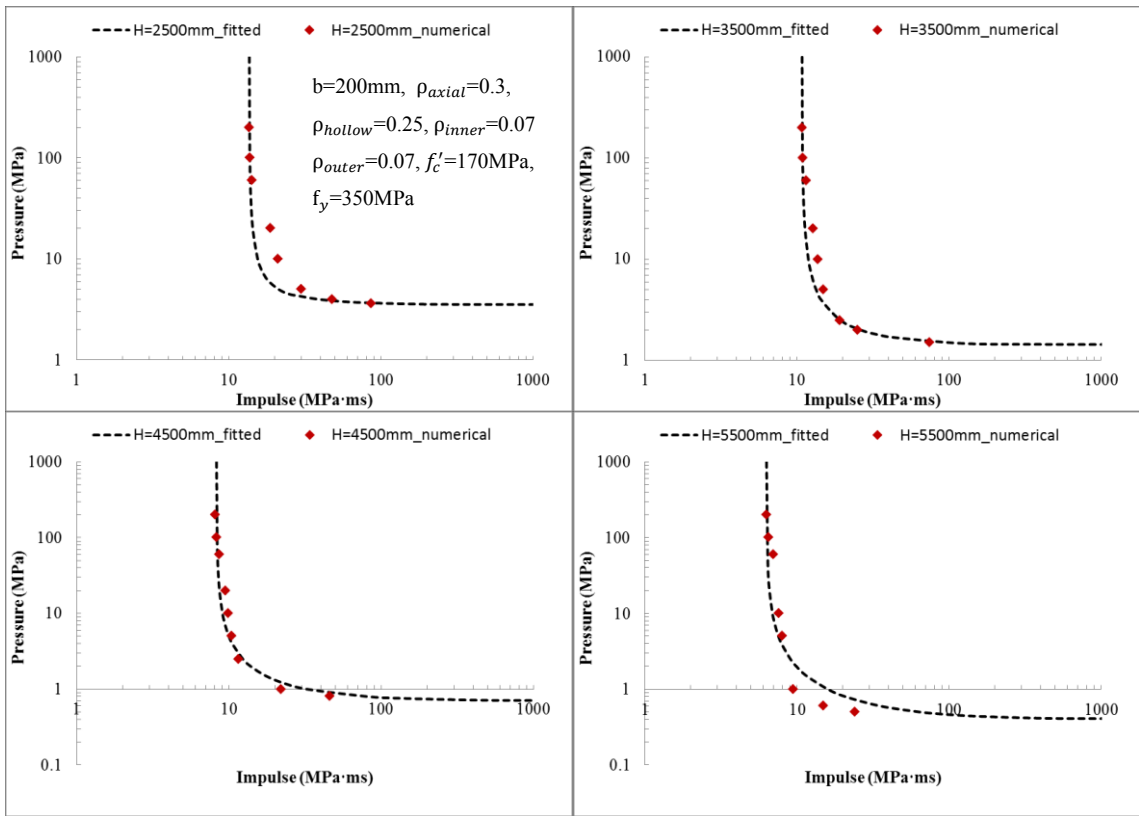 H=2500mm_fitted H=2500mm_numerical
1000
100
10
1
1 10 100 1000
Pressure (MPa)
Impulse (MPa·ms)
b=200mm, ρ_axial=0.3,
ρ_hollow=0.25, ρ_inner=0.07
ρ_outer=0.07, f′_c=170MPa,
f_y=350MPa
H=3500mm_fitted H=3500mm_numerical
1000
100
10
1
1 10 100 1000
Pressure (MPa)
Impulse (MPa·ms)
H=4500mm_fitted H=4500mm_numerical
1000
100
10
1
0.1
1 10 100 1000
Pressure (MPa)
Impulse (MPa·ms)
H=5500mm_fitted H=5500mm_numerical
1000
100
10
1
0.1
1 10 100 1000
Pressure (MPa)
Impulse (MPa·ms)